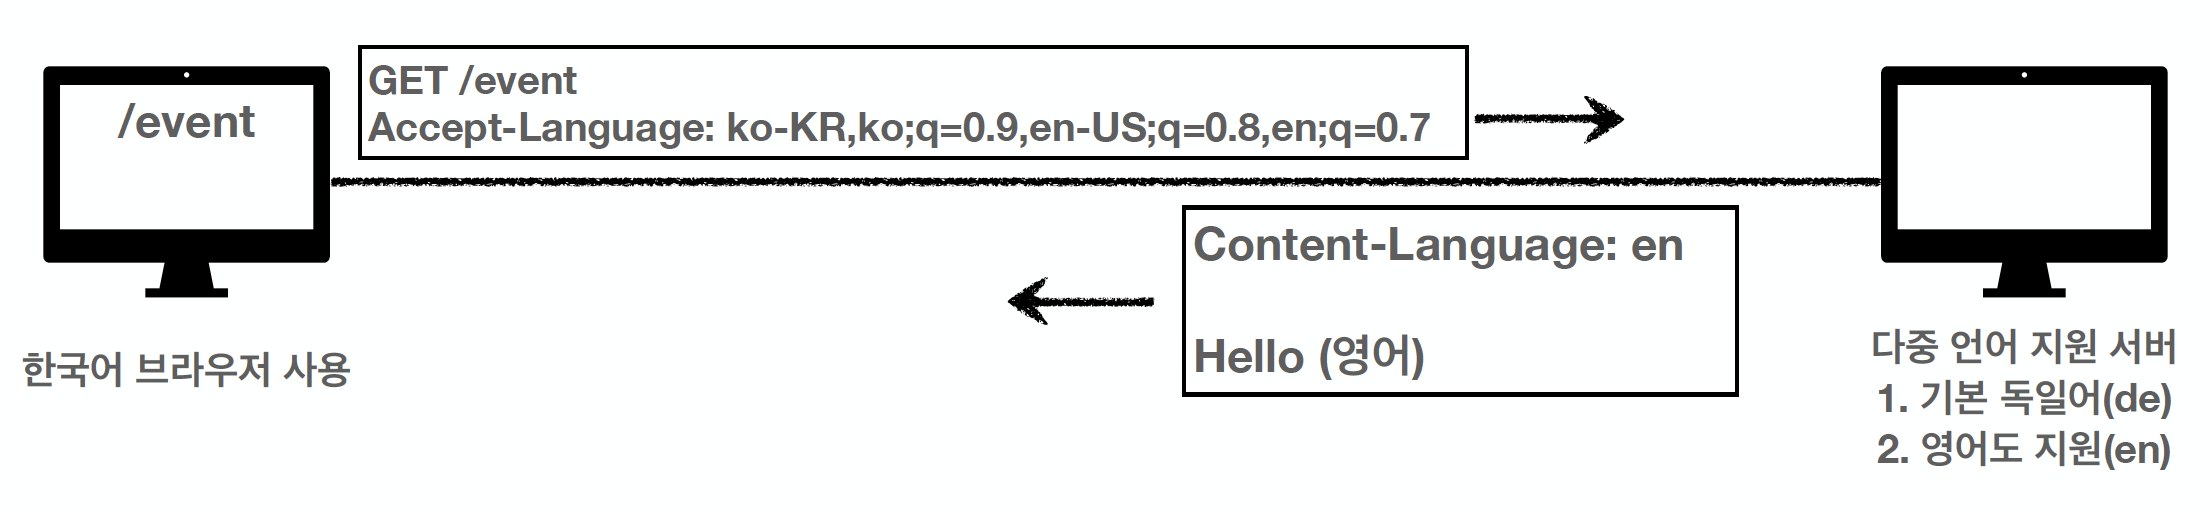 /event
한국어 브라우저 사용
GET /event
Accept-Language: ko-KR,ko;q=0.9,en-US;q=0.8,en;q=0.7
Content-Language: en
Hello (영어)
다중 언어 지원 서버
1. 기본 독일어(de)
2. 영어도 지원(en)